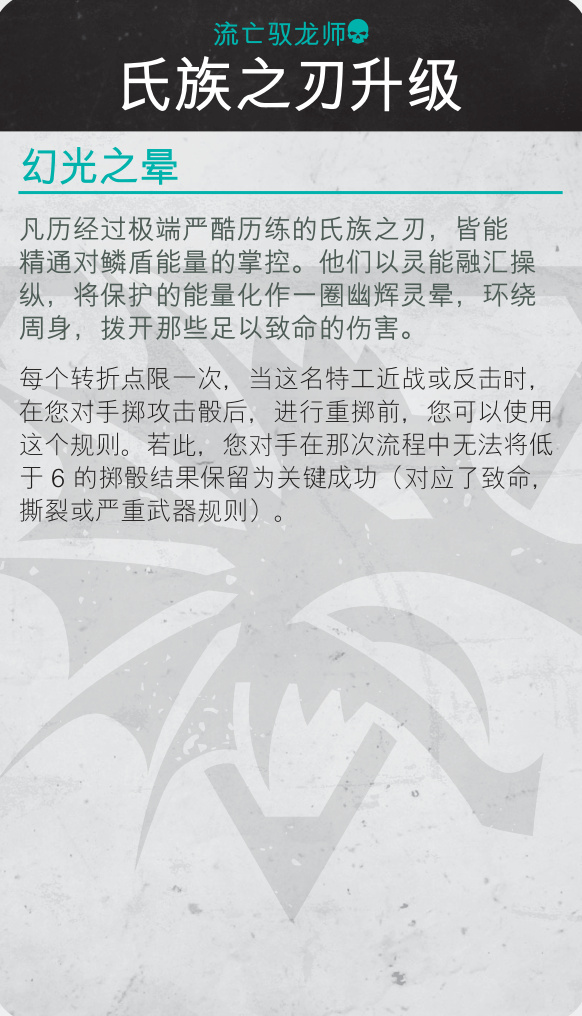 流亡驭龙师
氏族之刃升级
幻光之晕
凡历经过极端严酷历练的氏族之刃，皆能
精通对鳞盾能量的掌控。他们以灵能融汇操
纵，将保护的能量化作一圈幽辉灵晕，环绕
周身，拨开那些足以致命的伤害。
每个转折点限一次，当这名特工近战或反击时，
在您对手掷攻击骰后，进行重掷前，您可以使用
这个规则。若此，您对手在那次流程中无法将低
于 6 的掷骰结果保留为关键成功（对应了致命，
撕裂或严重武器规则）。